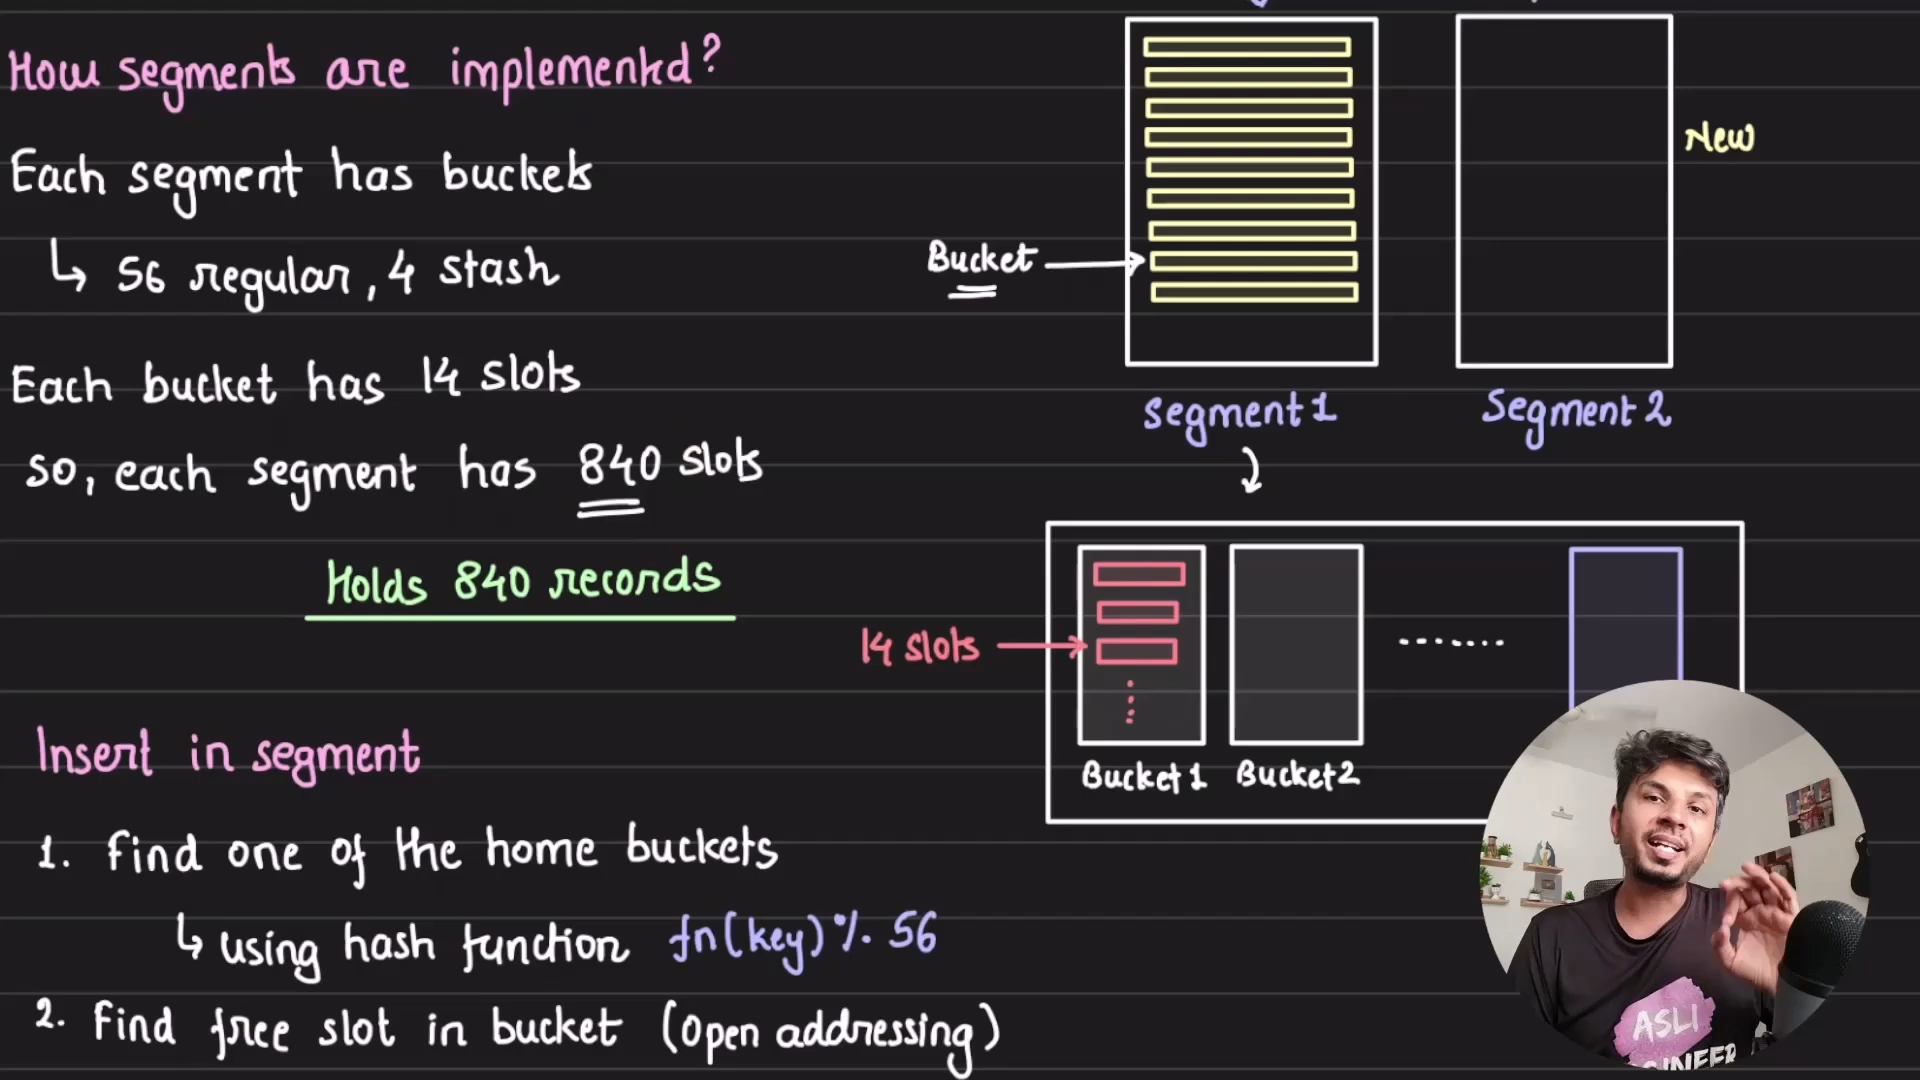 How segments are implemented?
Each segment has buckets
↳ 56 regular, 4 stash
Each bucket has 14 slots
so, each segment has 840 slots
Holds 840 records
Insert in segment
1. find one of the home buckets
↳ using hash function fn(key) % 56
2. Find free slot in bucket (open addressing)
New
Bucket
Segment 1
Segment 2
14 slots
Bucket 1
Bucket 2
ASLI